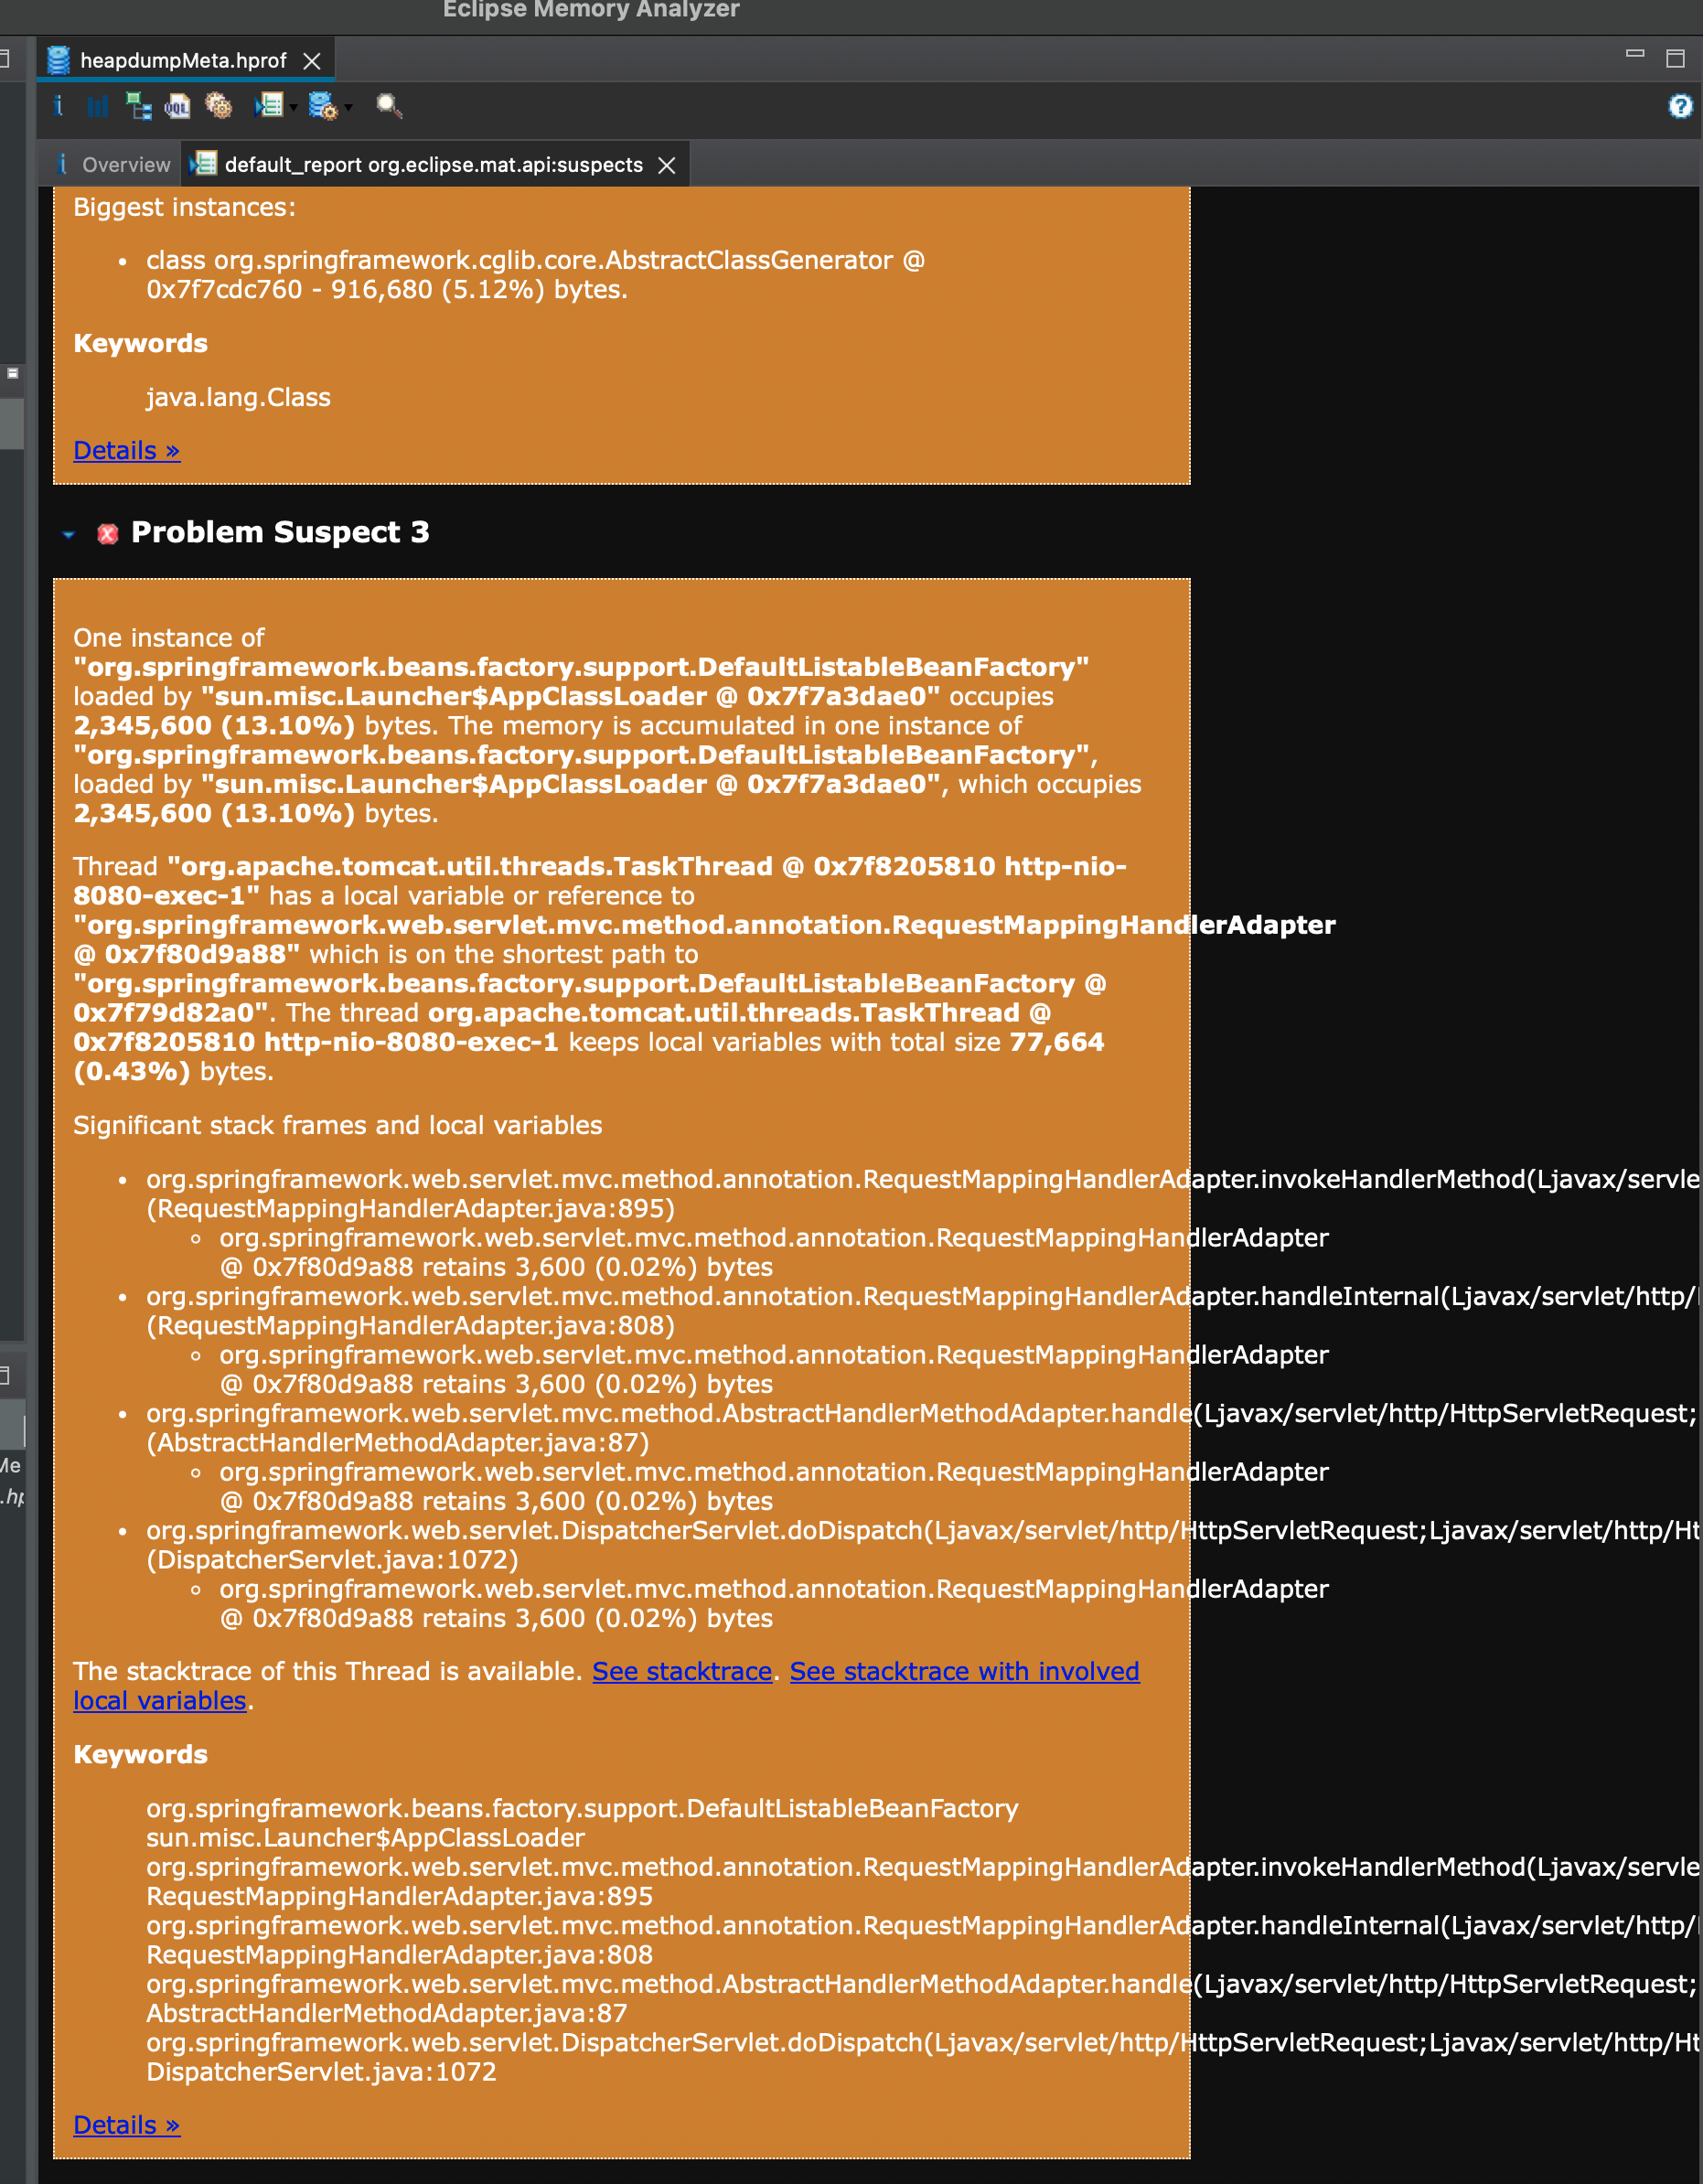 Eclipse Memory Analyzer
heapdumpMeta.hprof
Overview
default_report org.eclipse.mat.api:suspects
Biggest instances:
• class org.springframework.cglib.core.AbstractClassGenerator @
0x7f7cdc760 - 916,680 (5.12%) bytes.
Keywords
java.lang.Class
Details »
Problem Suspect 3
One instance of
"org.springframework.beans.factory.support.DefaultListableBeanFactory"
loaded by "sun.misc.Launcher$AppClassLoader @ 0x7f7a3dae0" occupies
2,345,600 (13.10%) bytes. The memory is accumulated in one instance of
"org.springframework.beans.factory.support.DefaultListableBeanFactory",
loaded by "sun.misc.Launcher$AppClassLoader @ 0x7f7a3dae0", which occupies
2,345,600 (13.10%) bytes.
Thread "org.apache.tomcat.util.threads.TaskThread @ 0x7f8205810 http-nio-
8080-exec-1" has a local variable or reference to
"org.springframework.web.servlet.mvc.method.annotation.RequestMappingHandlerAdapter
@ 0x7f80d9a88" which is on the shortest path to
"org.springframework.beans.factory.support.DefaultListableBeanFactory @
0x7f79d82a0". The thread org.apache.tomcat.util.threads.TaskThread @
0x7f8205810 http-nio-8080-exec-1 keeps local variables with total size 77,664
(0.43%) bytes.
Significant stack frames and local variables
• org.springframework.web.servlet.mvc.method.annotation.RequestMappingHandlerAdapter.invokeHandlerMethod(Ljavax/servle
(RequestMappingHandlerAdapter.java:895)
◦ org.springframework.web.servlet.mvc.method.annotation.RequestMappingHandlerAdapter
@ 0x7f80d9a88 retains 3,600 (0.02%) bytes
• org.springframework.web.servlet.mvc.method.annotation.RequestMappingHandlerAdapter.handleInternal(Ljavax/servlet/http/
(RequestMappingHandlerAdapter.java:808)
◦ org.springframework.web.servlet.mvc.method.annotation.RequestMappingHandlerAdapter
@ 0x7f80d9a88 retains 3,600 (0.02%) bytes
• org.springframework.web.servlet.mvc.method.AbstractHandlerMethodAdapter.handle(Ljavax/servlet/http/HttpServletRequest;
(AbstractHandlerMethodAdapter.java:87)
◦ org.springframework.web.servlet.mvc.method.annotation.RequestMappingHandlerAdapter
@ 0x7f80d9a88 retains 3,600 (0.02%) bytes
• org.springframework.web.servlet.DispatcherServlet.doDispatch(Ljavax/servlet/http/HttpServletRequest;Ljavax/servlet/http/Ht
(DispatcherServlet.java:1072)
◦ org.springframework.web.servlet.mvc.method.annotation.RequestMappingHandlerAdapter
@ 0x7f80d9a88 retains 3,600 (0.02%) bytes
The stacktrace of this Thread is available. See stacktrace. See stacktrace with involved
local variables.
Keywords
org.springframework.beans.factory.support.DefaultListableBeanFactory
sun.misc.Launcher$AppClassLoader
org.springframework.web.servlet.mvc.method.annotation.RequestMappingHandlerAdapter.invokeHandlerMethod(Ljavax/servle
RequestMappingHandlerAdapter.java:895
org.springframework.web.servlet.mvc.method.annotation.RequestMappingHandlerAdapter.handleInternal(Ljavax/servlet/http/
RequestMappingHandlerAdapter.java:808
org.springframework.web.servlet.mvc.method.AbstractHandlerMethodAdapter.handle(Ljavax/servlet/http/HttpServletRequest;
AbstractHandlerMethodAdapter.java:87
org.springframework.web.servlet.DispatcherServlet.doDispatch(Ljavax/servlet/http/HttpServletRequest;Ljavax/servlet/http/Ht
DispatcherServlet.java:1072
Details »